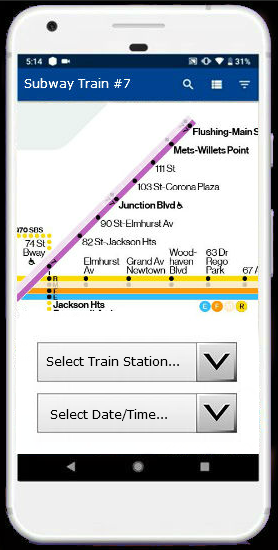 5:14
31%
Subway Train #7
Flushing-Main S
Mets-Willets Point
111 St
103 St-Corona Plaza
Junction Blvd
90 St-Elmhurst Av
82 St-Jackson Hts
70 SBS
74 St
Bway
Elmhurst
Av
Grand Av
Newtown
Wood-
haven
Blvd
63 Dr
Rego
Park
67 A
R
M
F
E
Jackson Hts
E F M R
Select Train Station...
Select Date/Time...